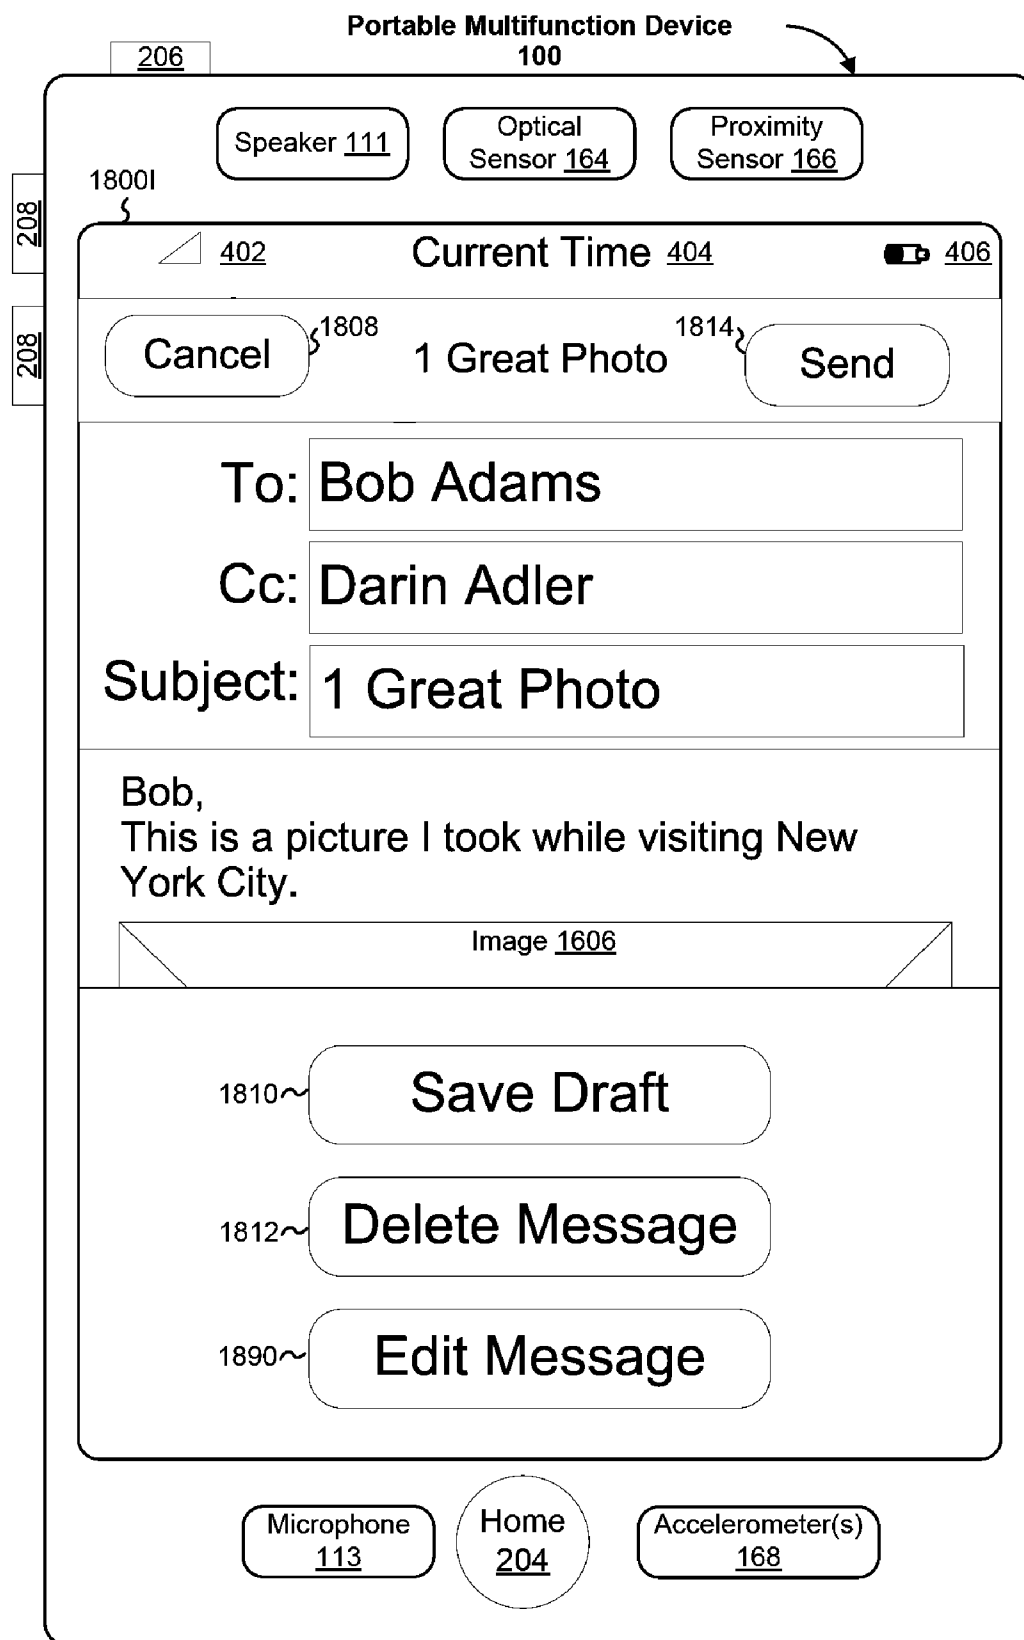 Portable Multifunction Device
100
206
Speaker 111
Optical
Sensor 164
Proximity
Sensor 166
1800I
208
402
Current Time 404
406
208
Cancel
1808
1 Great Photo
1814
Send
To: Bob Adams
Cc: Darin Adler
Subject: 1 Great Photo
Bob,
This is a picture I took while visiting New
York City.
Image 1606
1810
Save Draft
1812
Delete Message
1890
Edit Message
Microphone
113
Home
204
Accelerometer(s)
168